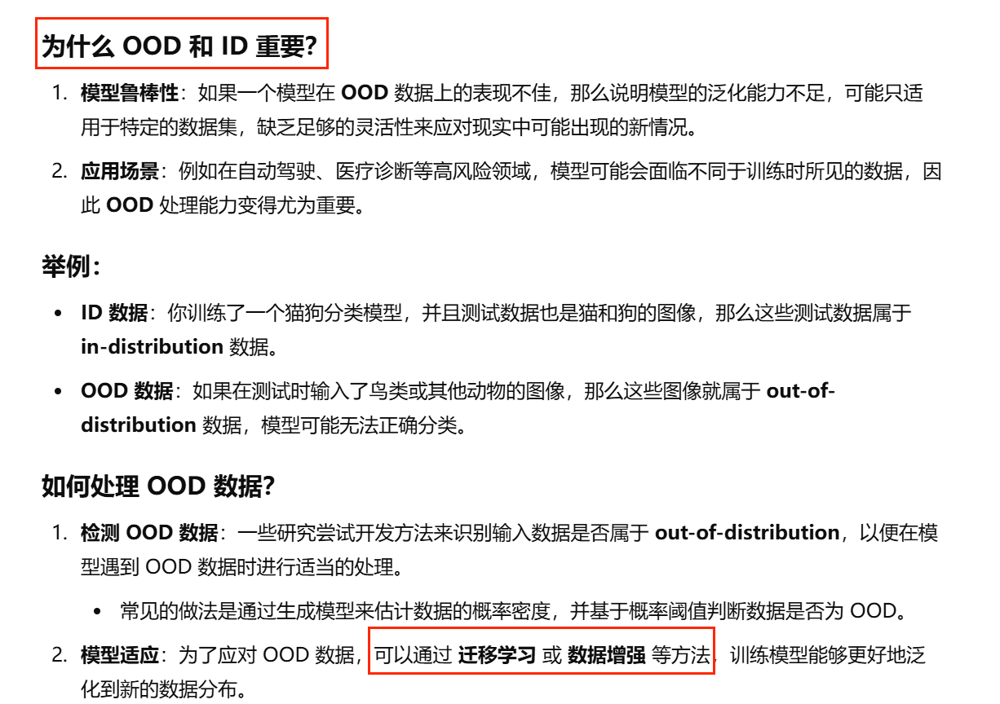 为什么 OOD 和 ID 重要?
1. 模型鲁棒性：如果一个模型在 OOD 数据上的表现不佳，那么说明模型的泛化能力不足，可能只适
用于特定的数据集，缺乏足够的灵活性来应对现实中可能出现的新情况。
2. 应用场景：例如在自动驾驶、医疗诊断等高风险领域，模型可能会面临不同于训练时所见的数据，因
此 OOD 处理能力变得尤为重要。
举例：
• ID 数据：你训练了一个猫狗分类模型，并且测试数据也是猫和狗的图像，那么这些测试数据属于
in-distribution 数据。
• OOD 数据：如果在测试时输入了鸟类或其他动物的图像，那么这些图像就属于 out-of-
distribution 数据，模型可能无法正确分类。
如何处理 OOD 数据?
1. 检测 OOD 数据：一些研究尝试开发方法来识别输入数据是否属于 out-of-distribution，以便在模
型遇到 OOD 数据时进行适当的处理。
• 常见的做法是通过生成模型来估计数据的概率密度，并基于概率阈值判断数据是否为 OOD。
2. 模型适应：为了应对 OOD 数据，可以通过 迁移学习 或 数据增强 等方法，训练模型能够更好地泛
化到新的数据分布。